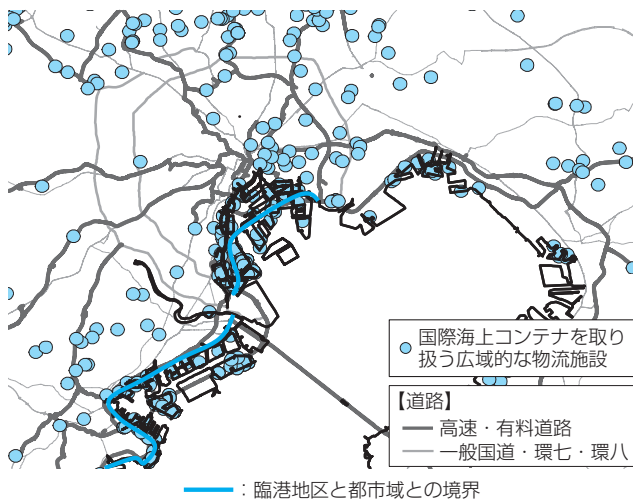 国際海上コンテナを取り
扱う広域的な物流施設
【道路】
高速・有料道路
一般国道・環七・環八
：臨港地区と都市域との境界